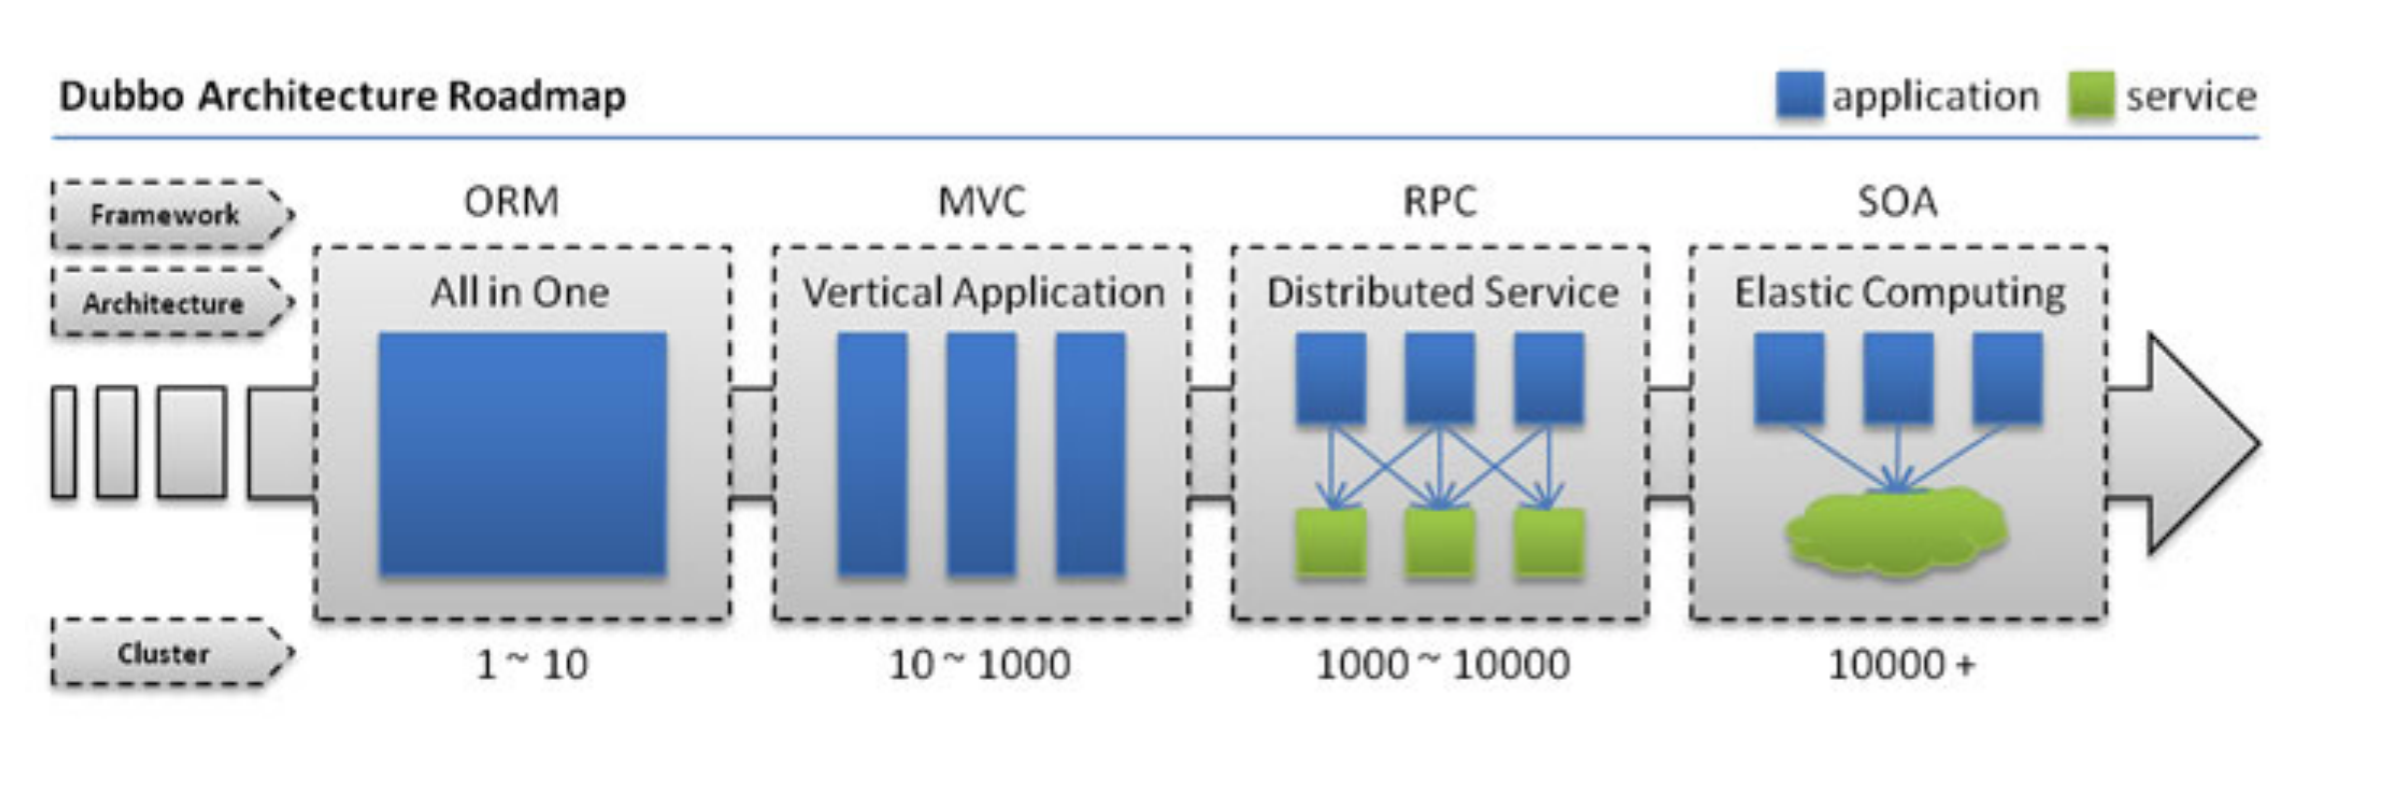 Dubbo Architecture Roadmap
application
service
Framework
ORM
MVC
RPC
SOA
Architecture
All in One
Vertical Application
Distributed Service
Elastic Computing
Cluster
1 ~ 10
10 ~ 1000
1000 ~ 10000
10000 +